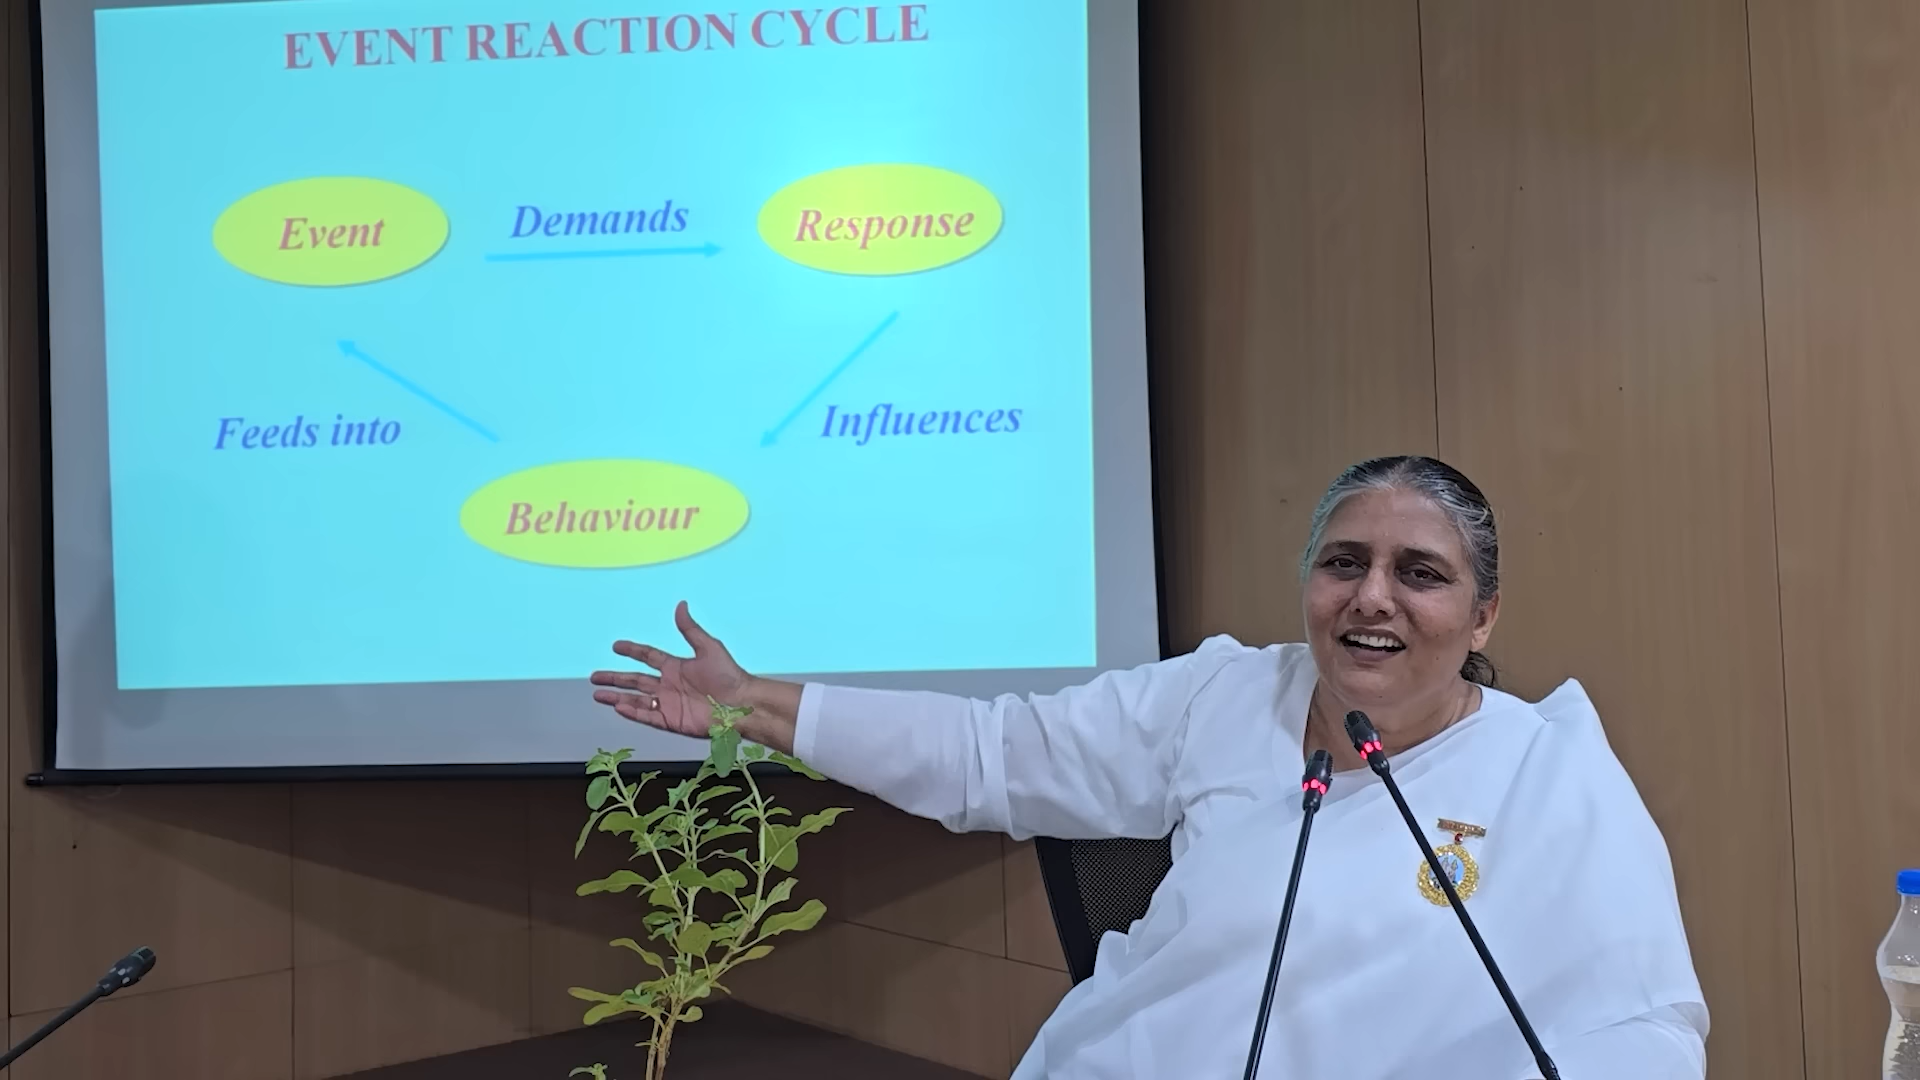 EVENT REACTION CYCLE
Event
Demands
Response
Feeds into
Influences
Behaviour